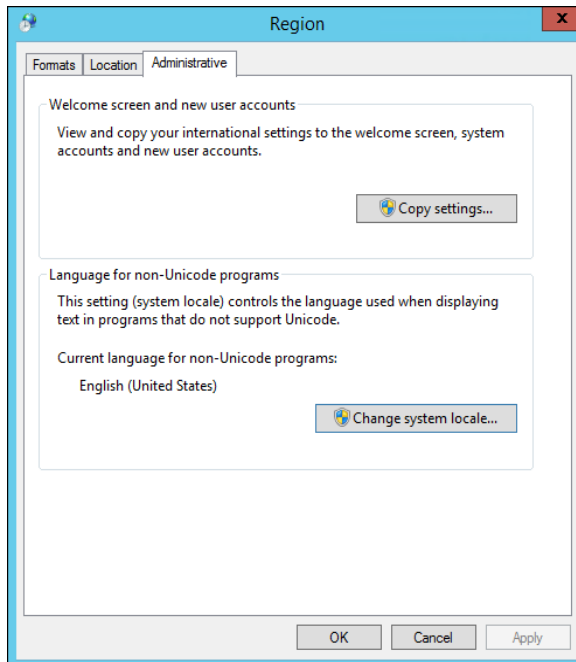 Region
x
Formats Location Administrative
Welcome screen and new user accounts
View and copy your international settings to the welcome screen, system
accounts and new user accounts.
Copy settings...
Language for non-Unicode programs
This setting (system locale) controls the language used when displaying
text in programs that do not support Unicode.
Current language for non-Unicode programs:
English (United States)
Change system locale...
OK Cancel Apply